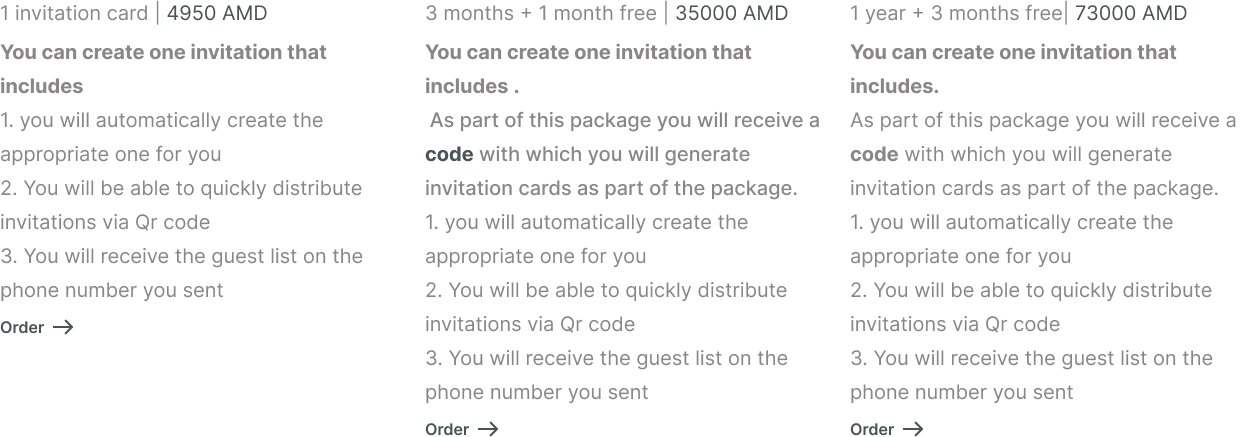 1 invitation card | 4950 AMD
You can create one invitation that
includes
1. you will automatically create the
appropriate one for you
2. You will be able to quickly distribute
invitations via Qr code
3. You will receive the guest list on the
phone number you sent
Order →
3 months + 1 month free | 35000 AMD
You can create one invitation that
includes .
As part of this package you will receive a
code with which you will generate
invitation cards as part of the package.
1. you will automatically create the
appropriate one for you
2. You will be able to quickly distribute
invitations via Qr code
3. You will receive the guest list on the
phone number you sent
Order →
1 year + 3 months free| 73000 AMD
You can create one invitation that
includes.
As part of this package you will receive a
code with which you will generate
invitation cards as part of the package.
1. you will automatically create the
appropriate one for you
2. You will be able to quickly distribute
invitations via Qr code
3. You will receive the guest list on the
phone number you sent
Order →